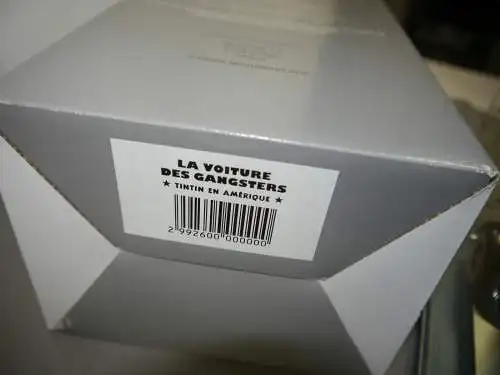 LA VOITURE
DES GANGSTERS
★ TINTIN EN AMÉRIQUE ★
2 992600 000000